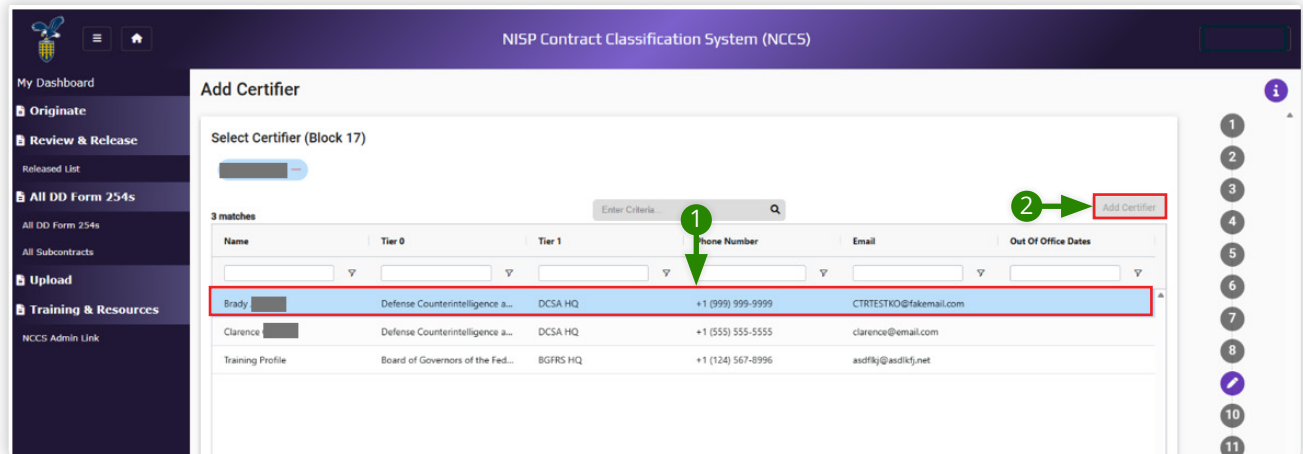 NISP Contract Classification System (NCCS)
My Dashboard
Originate
Review & Release
Released List
All DD Form 254s
All DD Form 254s
All Subcontracts
Upload
Training & Resources
NCCS Admin Link
Add Certifier
i
Select Certifier (Block 17)
3 matches
Enter Criteria...
2
Add Certifier
1
Name Tier 0 Tier 1 Phone Number Email Out Of Office Dates
Brady Defense Counterintelligence a... DCSA HQ +1 (999) 999-9999 CTRTESTKO@fakemail.com
Clarence Defense Counterintelligence a... DCSA HQ +1 (555) 555-5555 clarence@email.com
Training Profile Board of Governors of the Fed... BGFRS HQ +1 (124) 567-8996 asdflkj@asdlkfj.net
1
2
3
4
5
6
7
8
10
11